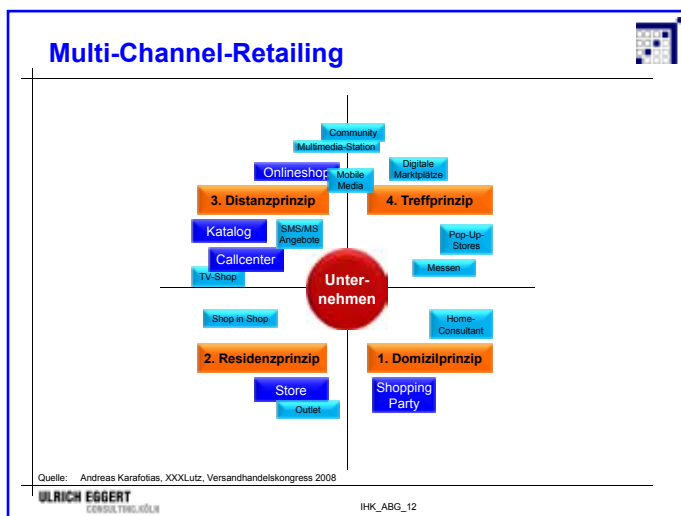 Multi-Channel-Retailing
Community
Multimedia-Station
Onlineshop
Mobile
Media
Digitale
Marktplätze
3. Distanzprinzip
4. Treffprinzip
Katalog
SMS/MS
Angebote
Pop-Up-
Stores
Callcenter
Messen
TV-Shop
Unter-
nehmen
Shop in Shop
Home-
Consultant
2. Residenzprinzip
1. Domizilprinzip
Store
Shopping
Party
Outlet
Quelle: Andreas Karafotias, XXXLutz, Versandhandelskongress 2008
ULRICH EGGERT
CONSULTING.KÖLN
IHK_ABG_12